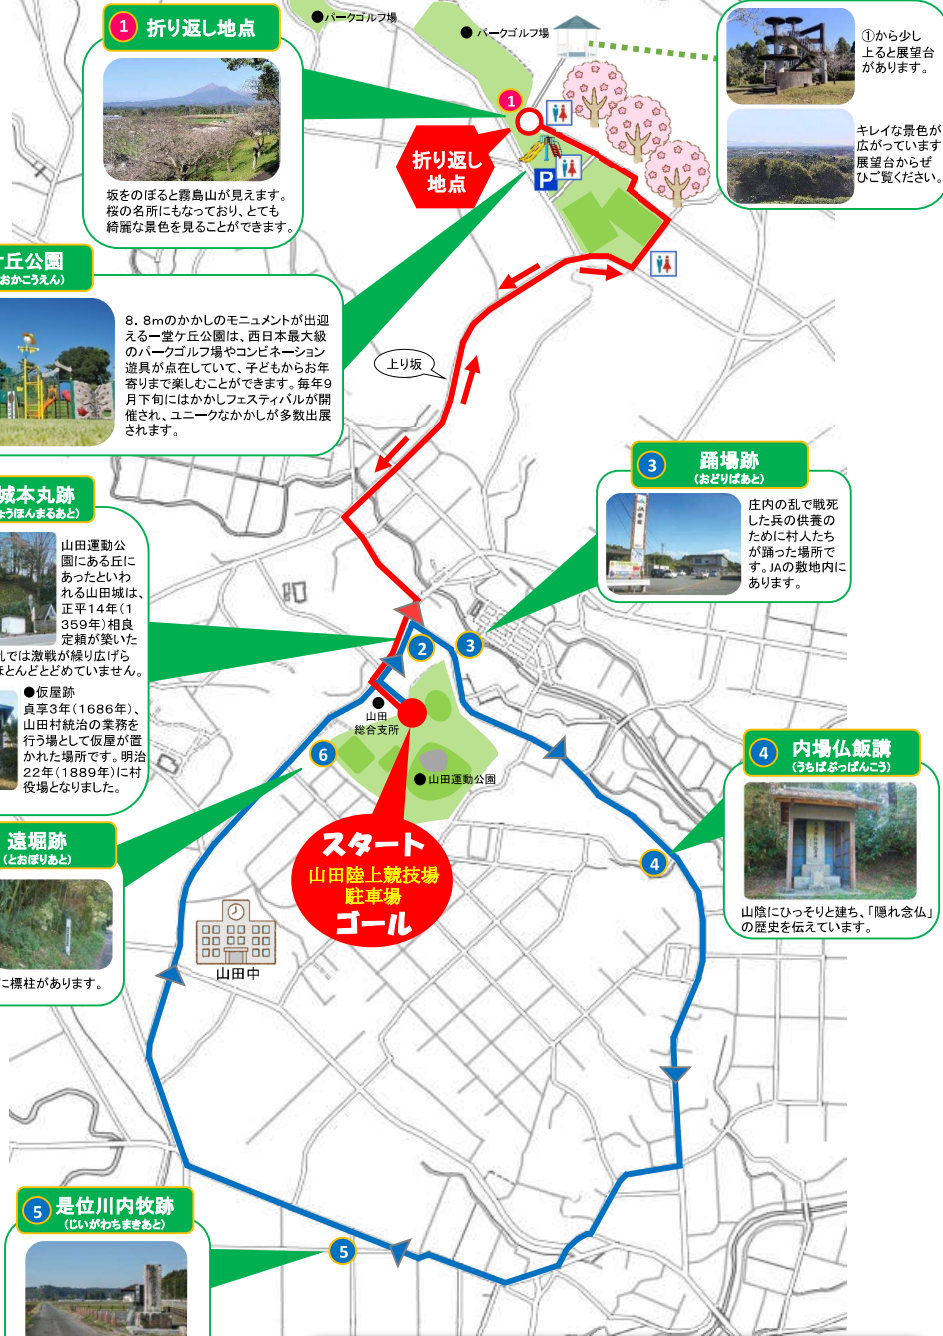 1 折り返し地点
坂をのぼると霧島山が見えます。
桜の名所にもなっており、とても
綺麗な景色を見ることができます。
●パークゴルフ場
●パークゴルフ場
①から少し
上ると展望台
があります。
キレイな景色が
広がっています
展望台からぜ
ひご覧ください。
1
折り返し
地点
P
ケ丘公園
おかこうえん)
8.8mのかかしのモニュメントが出迎
える一堂ケ丘公園は、西日本最大級
のパークゴルフ場やコンビネーション
遊具が点在していて、子どもからお年
寄りまで楽しむことができます。毎年9
月下旬にはかかしフェスティバルが開
催され、ユニークなかかしが多数出展
されます。
上り坂
3 踊場跡
(おどりばあと)
庄内の乱で戦死
した兵の供養の
ために村人たち
が踊った場所で
す。JAの敷地内に
あります。
城本丸跡
ょうほんまるあと)
山田運動公
園にある丘に
あったといわ
れる山田城は、
正平14年(1
359年)相良
定頼が築いた
乱では激戦が繰り広げら
ほとんどとどめていません。
●仮屋跡
貞享3年(1686年)、
山田村統治の業務を
行う場として仮屋が置
かれた場所です。明治
22年(1889年)に村
役場となりました。
2
3
●
山田
総合支所
6
●山田運動公園
スタート
山田陸上競技場
駐車場
ゴール
4 内場仏飯講
(うちばぶっぱんこう)
山陰にひっそりと建ち、「隠れ念仏」
の歴史を伝えています。
4
遠堀跡
(とおぼりあと)
に標柱があります。
山田中
5 是位川内牧跡
(じいがわちまきあと)
5